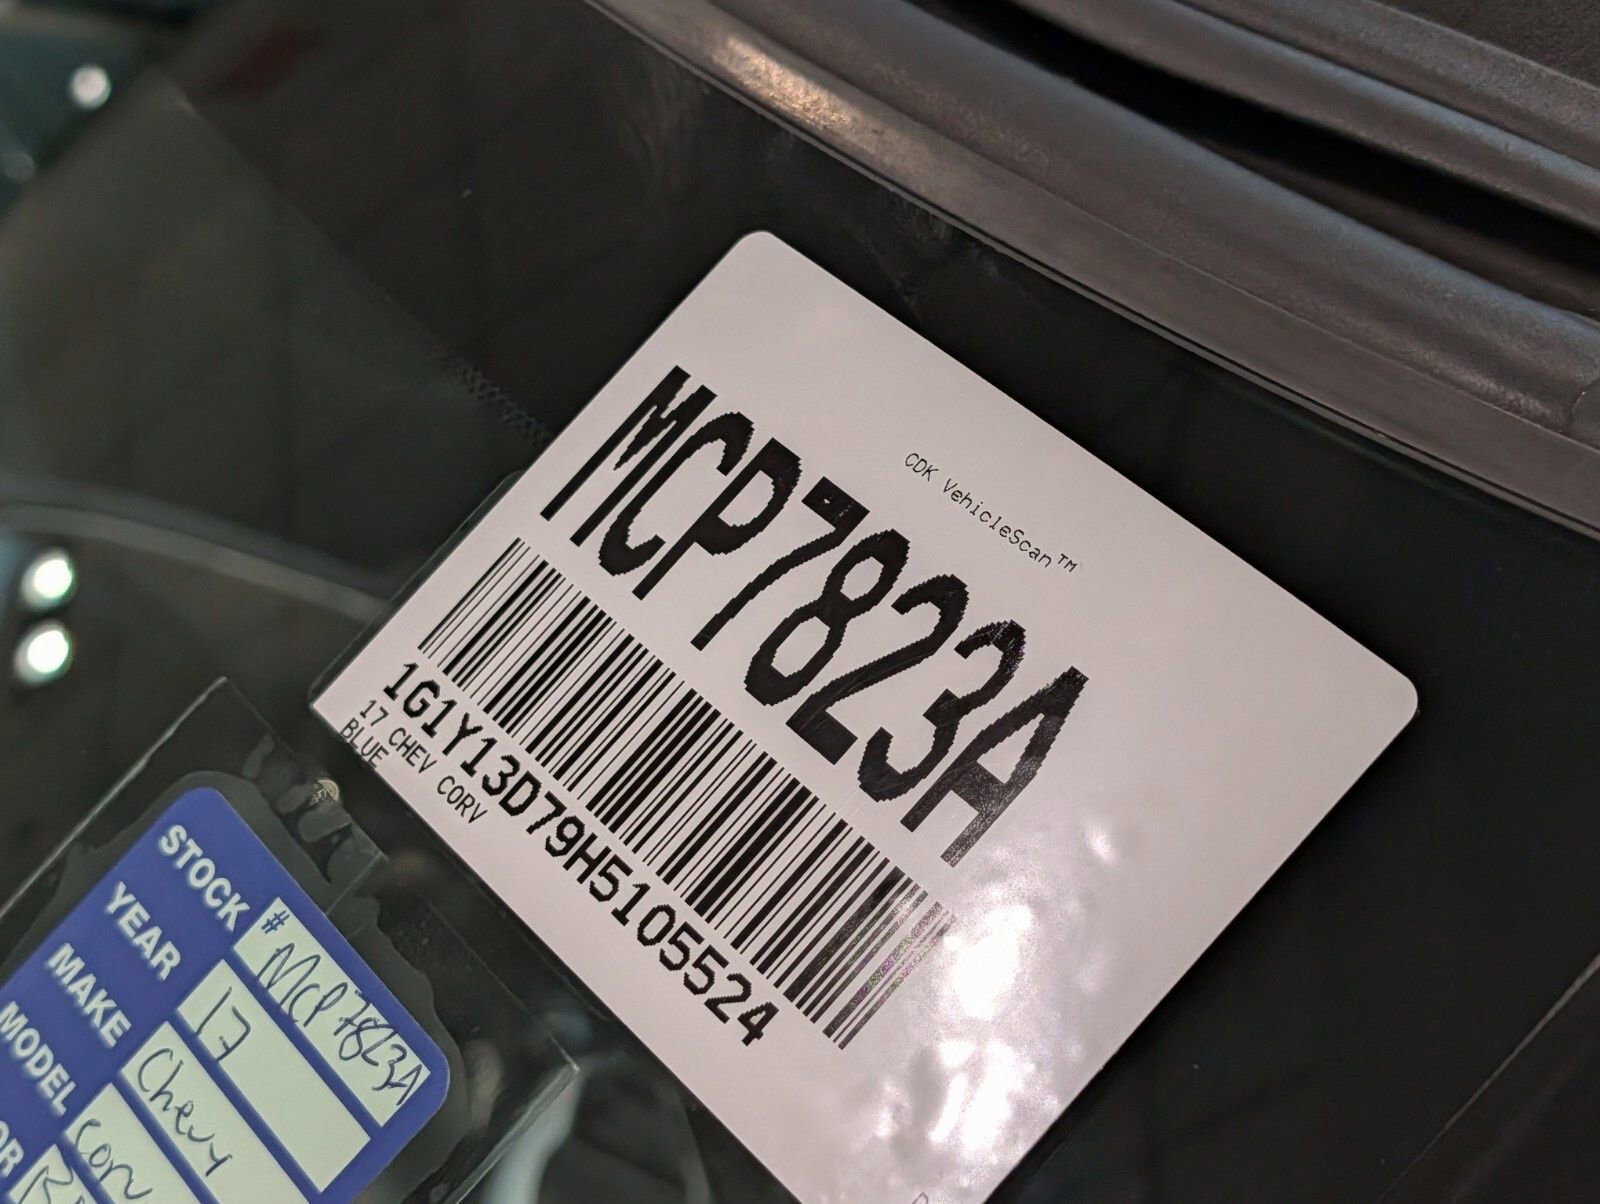 CDK VehicleScan™
MCP7823A
1G1Y13D79H5105524
17 CHEV CORV
BLUE
STOCK # MCP7823A
YEAR 17
MAKE Chevy
MODEL Corv